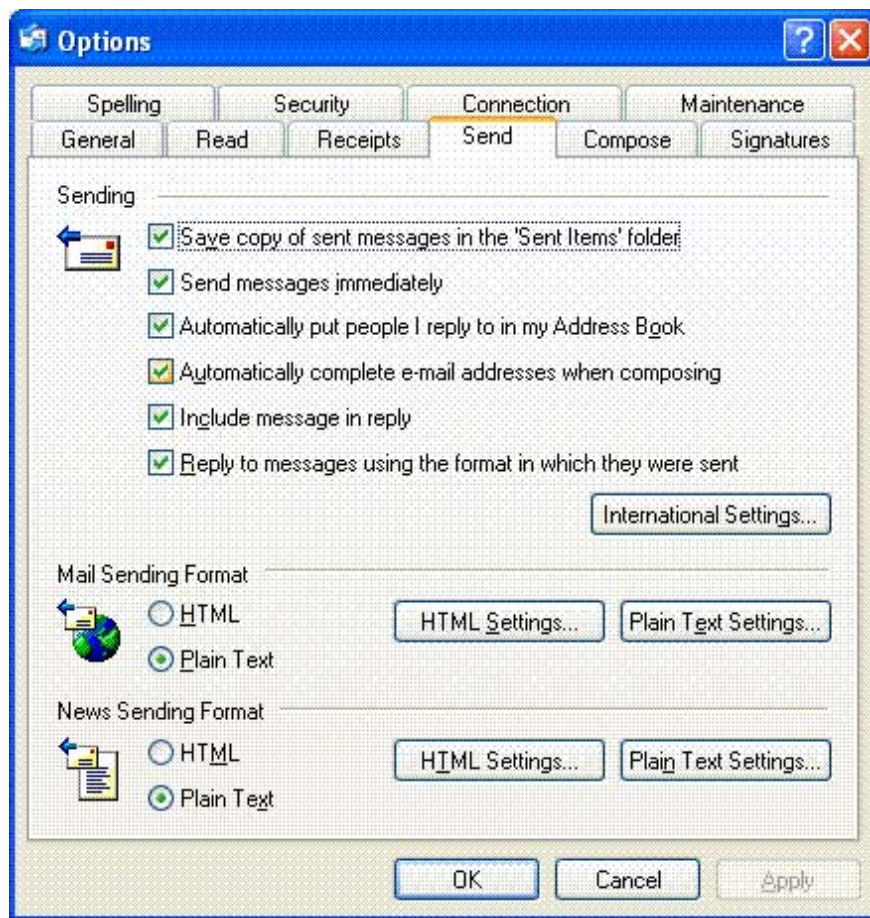 Options
Spelling Security Connection Maintenance
General Read Receipts Send Compose Signatures
Sending
Save copy of sent messages in the 'Sent Items' folder
Send messages immediately
Automatically put people I reply to in my Address Book
Automatically complete e-mail addresses when composing
Include message in reply
Reply to messages using the format in which they were sent
International Settings...
Mail Sending Format
HTML HTML Settings... Plain Text Settings...
Plain Text
News Sending Format
HTML HTML Settings... Plain Text Settings...
Plain Text
OK Cancel Apply